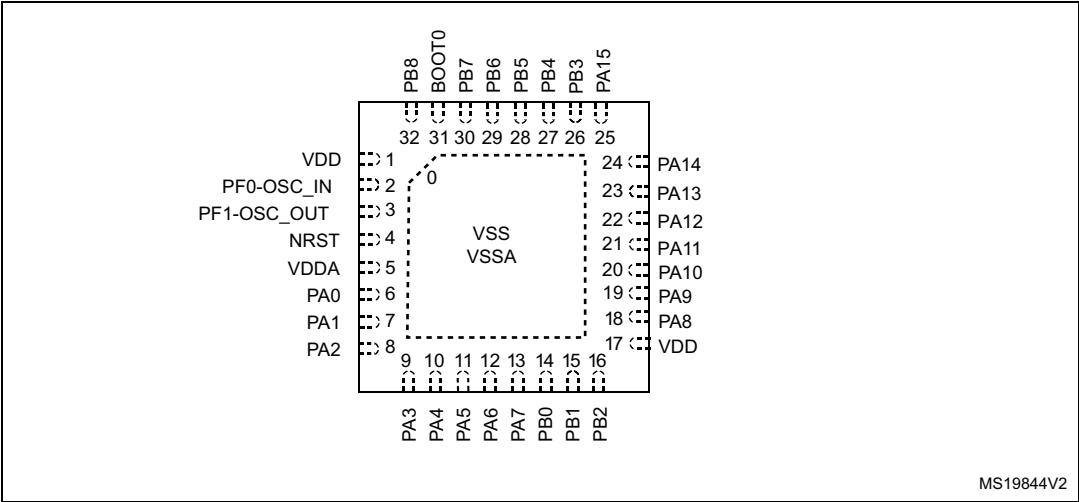 PB8
BOOT0
PB7
PB6
PB5
PB4
PB3
PA15
32 31 30 29 28 27 26 25
VDD 1
PF0-OSC_IN 2
PF1-OSC_OUT 3
NRST 4
VDDA 5
PA0 6
PA1 7
PA2 8
0
VSS
VSSA
24 PA14
23 PA13
22 PA12
21 PA11
20 PA10
19 PA9
18 PA8
17 VDD
9 10 11 12 13 14 15 16
PA3
PA4
PA5
PA6
PA7
PB0
PB1
PB2
MS19844V2